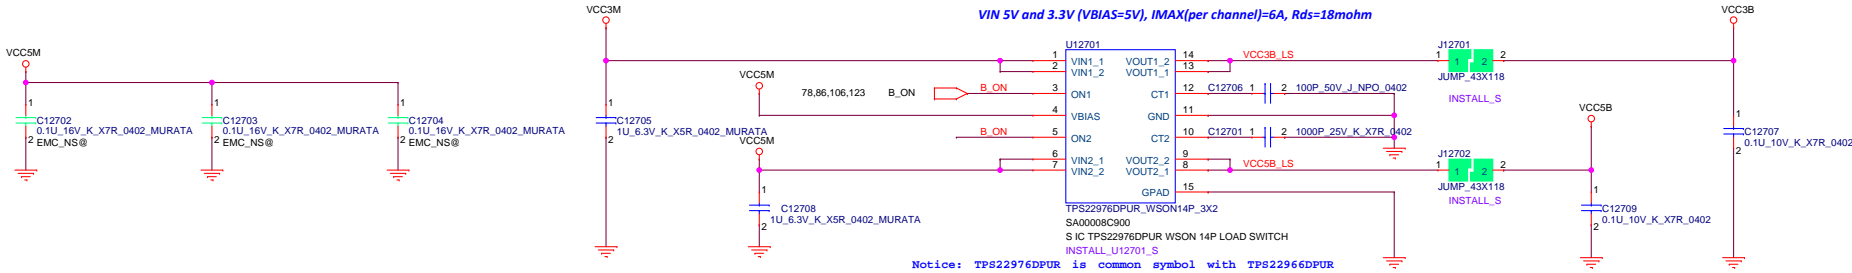 VIN 5V and 3.3V (VBIAS=5V), IMAX(per channel)=6A, Rds=18mohm
VCC5M
1
C12702
0.1U_16V_K_X7R_0402_MURATA
2
EMC_NS@
1
C12703
0.1U_16V_K_X7R_0402_MURATA
2
EMC_NS@
1
C12704
0.1U_16V_K_X7R_0402_MURATA
2
EMC_NS@
VCC3M
1
C12705
1U_6.3V_K_X5R_0402_MURATA
2
VCC5M
78,86,106,123 B_ON
B_ON
B_ON
VCC5M
1
C12708
1U_6.3V_K_X5R_0402_MURATA
2
U12701
1 VIN1_1 VOUT1_2 14
2 VIN1_2 VOUT1_1 13
3 ON1 CT1 12
4 VBIAS GND 11
5 ON2 CT2 10
6 VIN2_1 VOUT2_2 9
7 VIN2_2 VOUT2_1 8
GPAD 15
TPS22976DPUR_WSON14P_3X2
SA00008C900
S IC TPS22976DPUR WSON 14P LOAD SWITCH
INSTALL_U12701_S
Notice: TPS22976DPUR is common symbol with TPS22966DPUR
VCC3B_LS
C12706 1 2 100P_50V_J_NPO_0402
C12701 1 2 1000P_25V_K_X7R_0402
VCC5B_LS
J12701
1 1 2 2
JUMP_43X118
INSTALL_S
J12702
1 1 2 2
JUMP_43X118
INSTALL_S
VCC5B
1
C12709
0.1U_10V_K_X7R_0402
2
VCC3B
1
C12707
0.1U_10V_K_X7R_0402
2